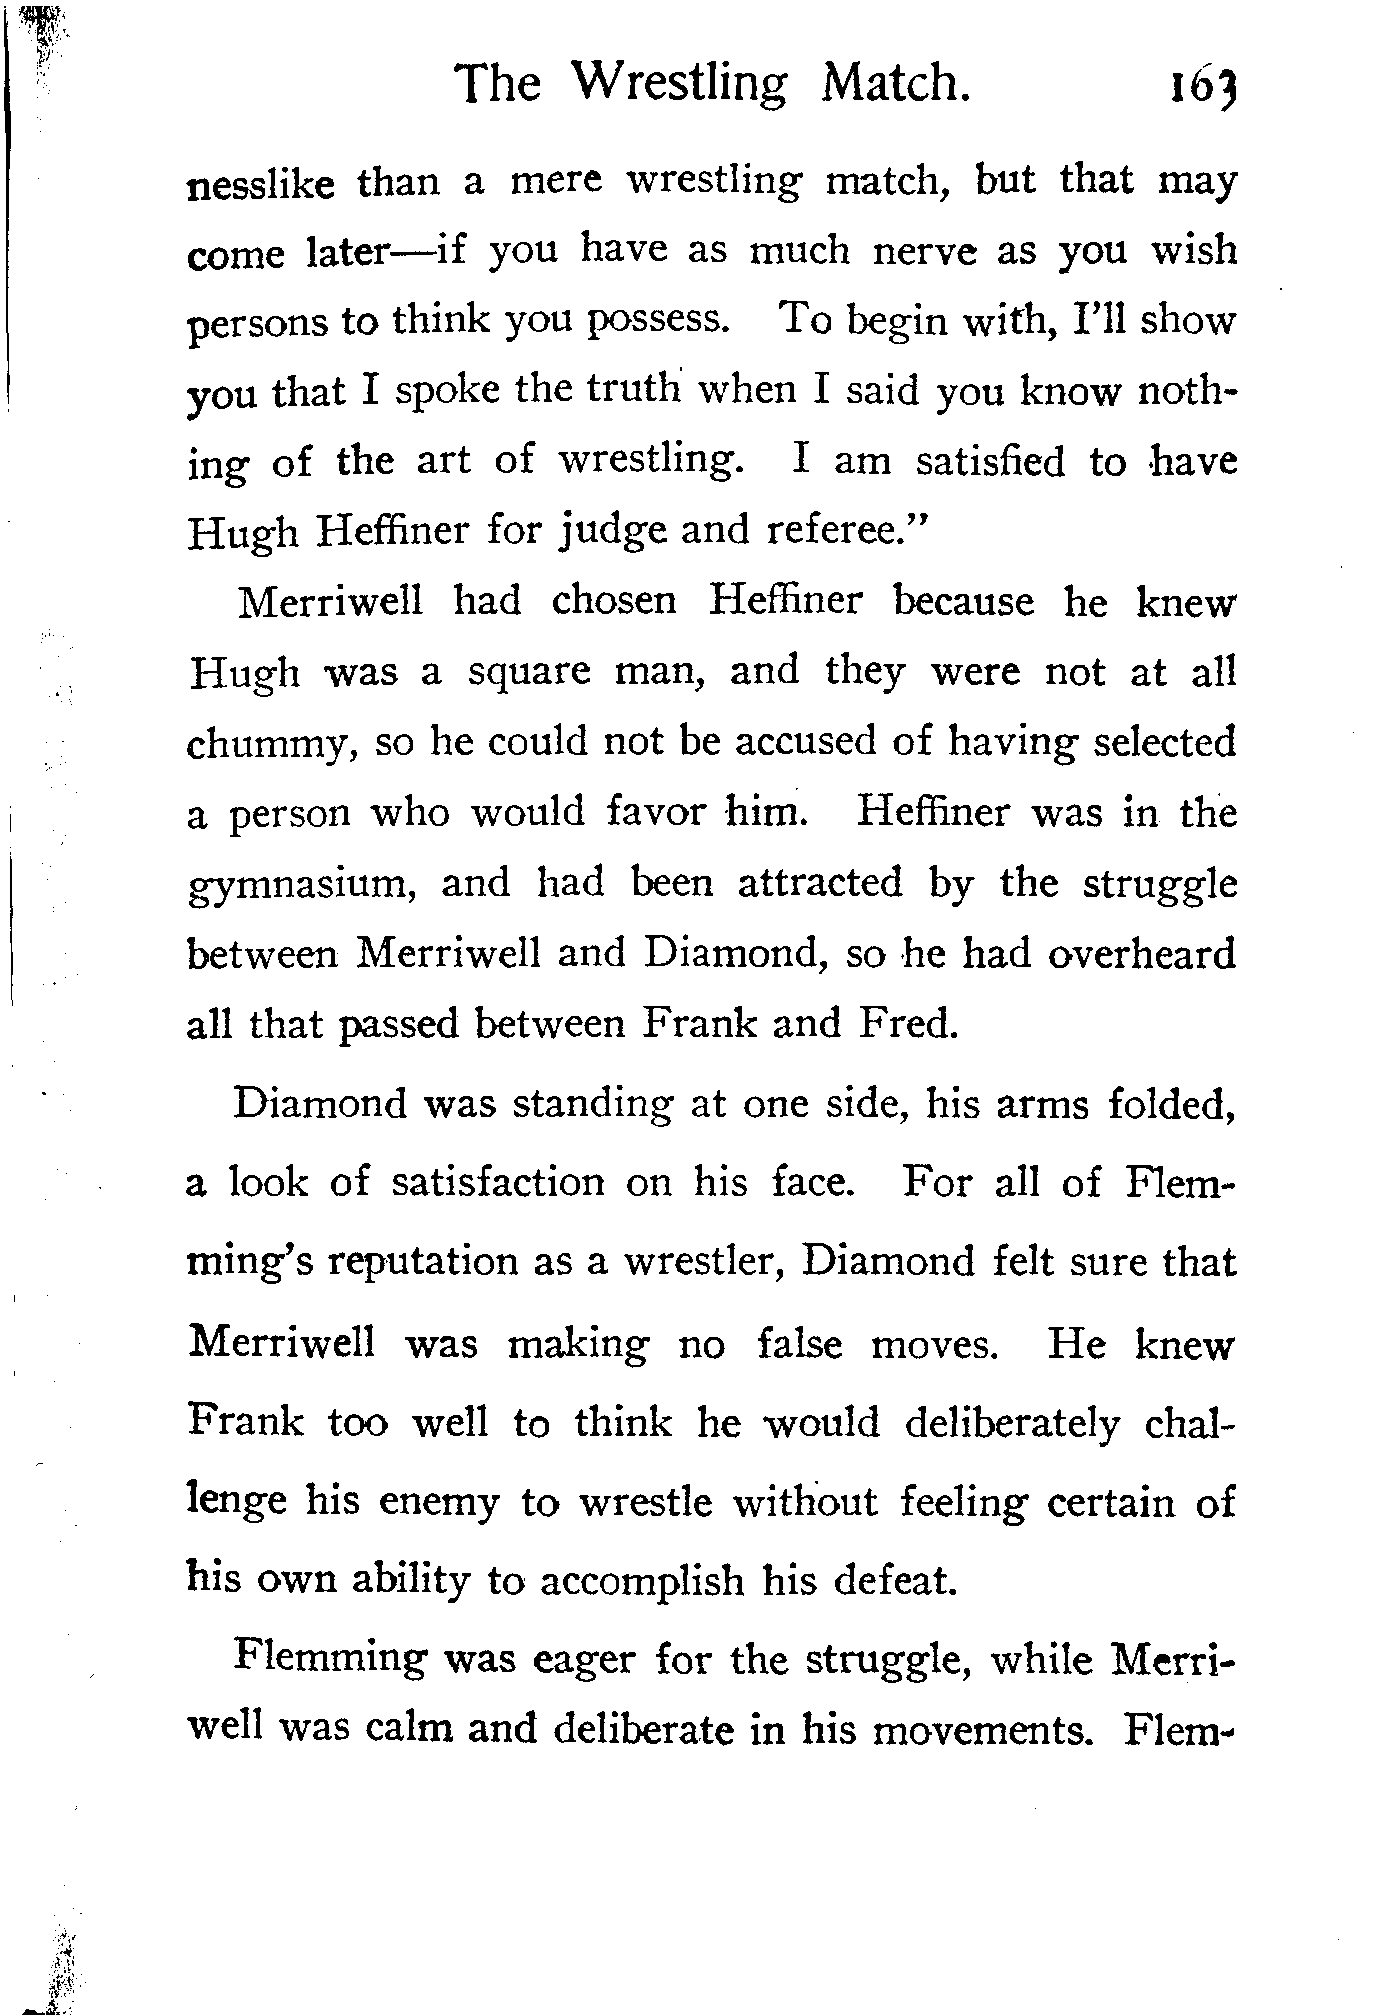 The Wrestling Match. 163
nesslike than a mere wrestling match, but that may
come later—if you have as much nerve as you wish
persons to think you possess. To begin with, I'll show
you that I spoke the truth when I said you know noth-
ing of the art of wrestling. I am satisfied to have
Hugh Heffiner for judge and referee."
Merriwell had chosen Heffiner because he knew
Hugh was a square man, and they were not at all
chummy, so he could not be accused of having selected
a person who would favor him. Heffiner was in the
gymnasium, and had been attracted by the struggle
between Merriwell and Diamond, so he had overheard
all that passed between Frank and Fred.
Diamond was standing at one side, his arms folded,
a look of satisfaction on his face. For all of Flem-
ming's reputation as a wrestler, Diamond felt sure that
Merriwell was making no false moves. He knew
Frank too well to think he would deliberately chal-
lenge his enemy to wrestle without feeling certain of
his own ability to accomplish his defeat.
Flemming was eager for the struggle, while Merri-
well was calm and deliberate in his movements. Flem-